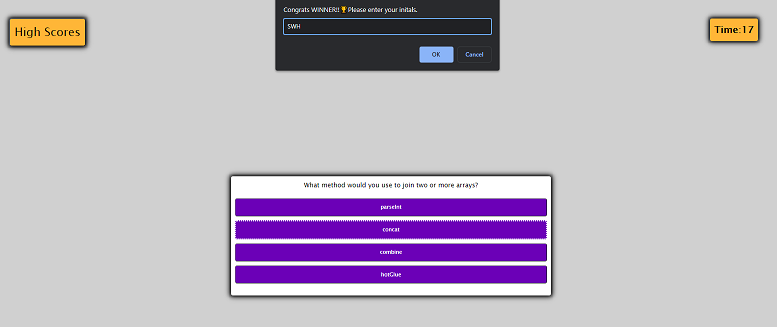 Congrats WINNER!! 🏆 Please enter your initals.
SWH
OK Cancel
High Scores
Time:17
What method would you use to join two or more arrays?
parseInt
concat
combine
hotGlue